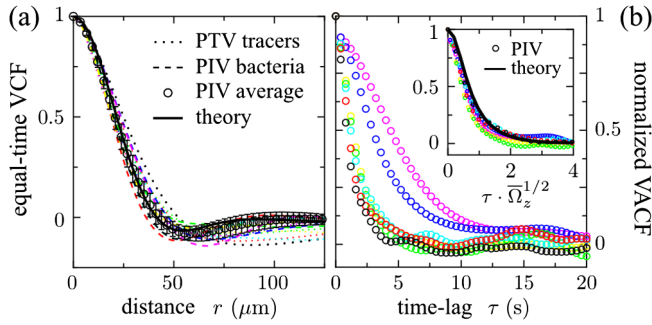 (a)
equal-time VCF
1
0.5
0
PTV tracers
PIV bacteria
PIV average
theory
0 50 100
distance r (μm)
(b)
normalized VACF
1
0.5
0
PIV
theory
1
0.5
0
0 2 4
τ · Ω̅_z^{1/2}
0 5 10 15 20
time-lag τ (s)